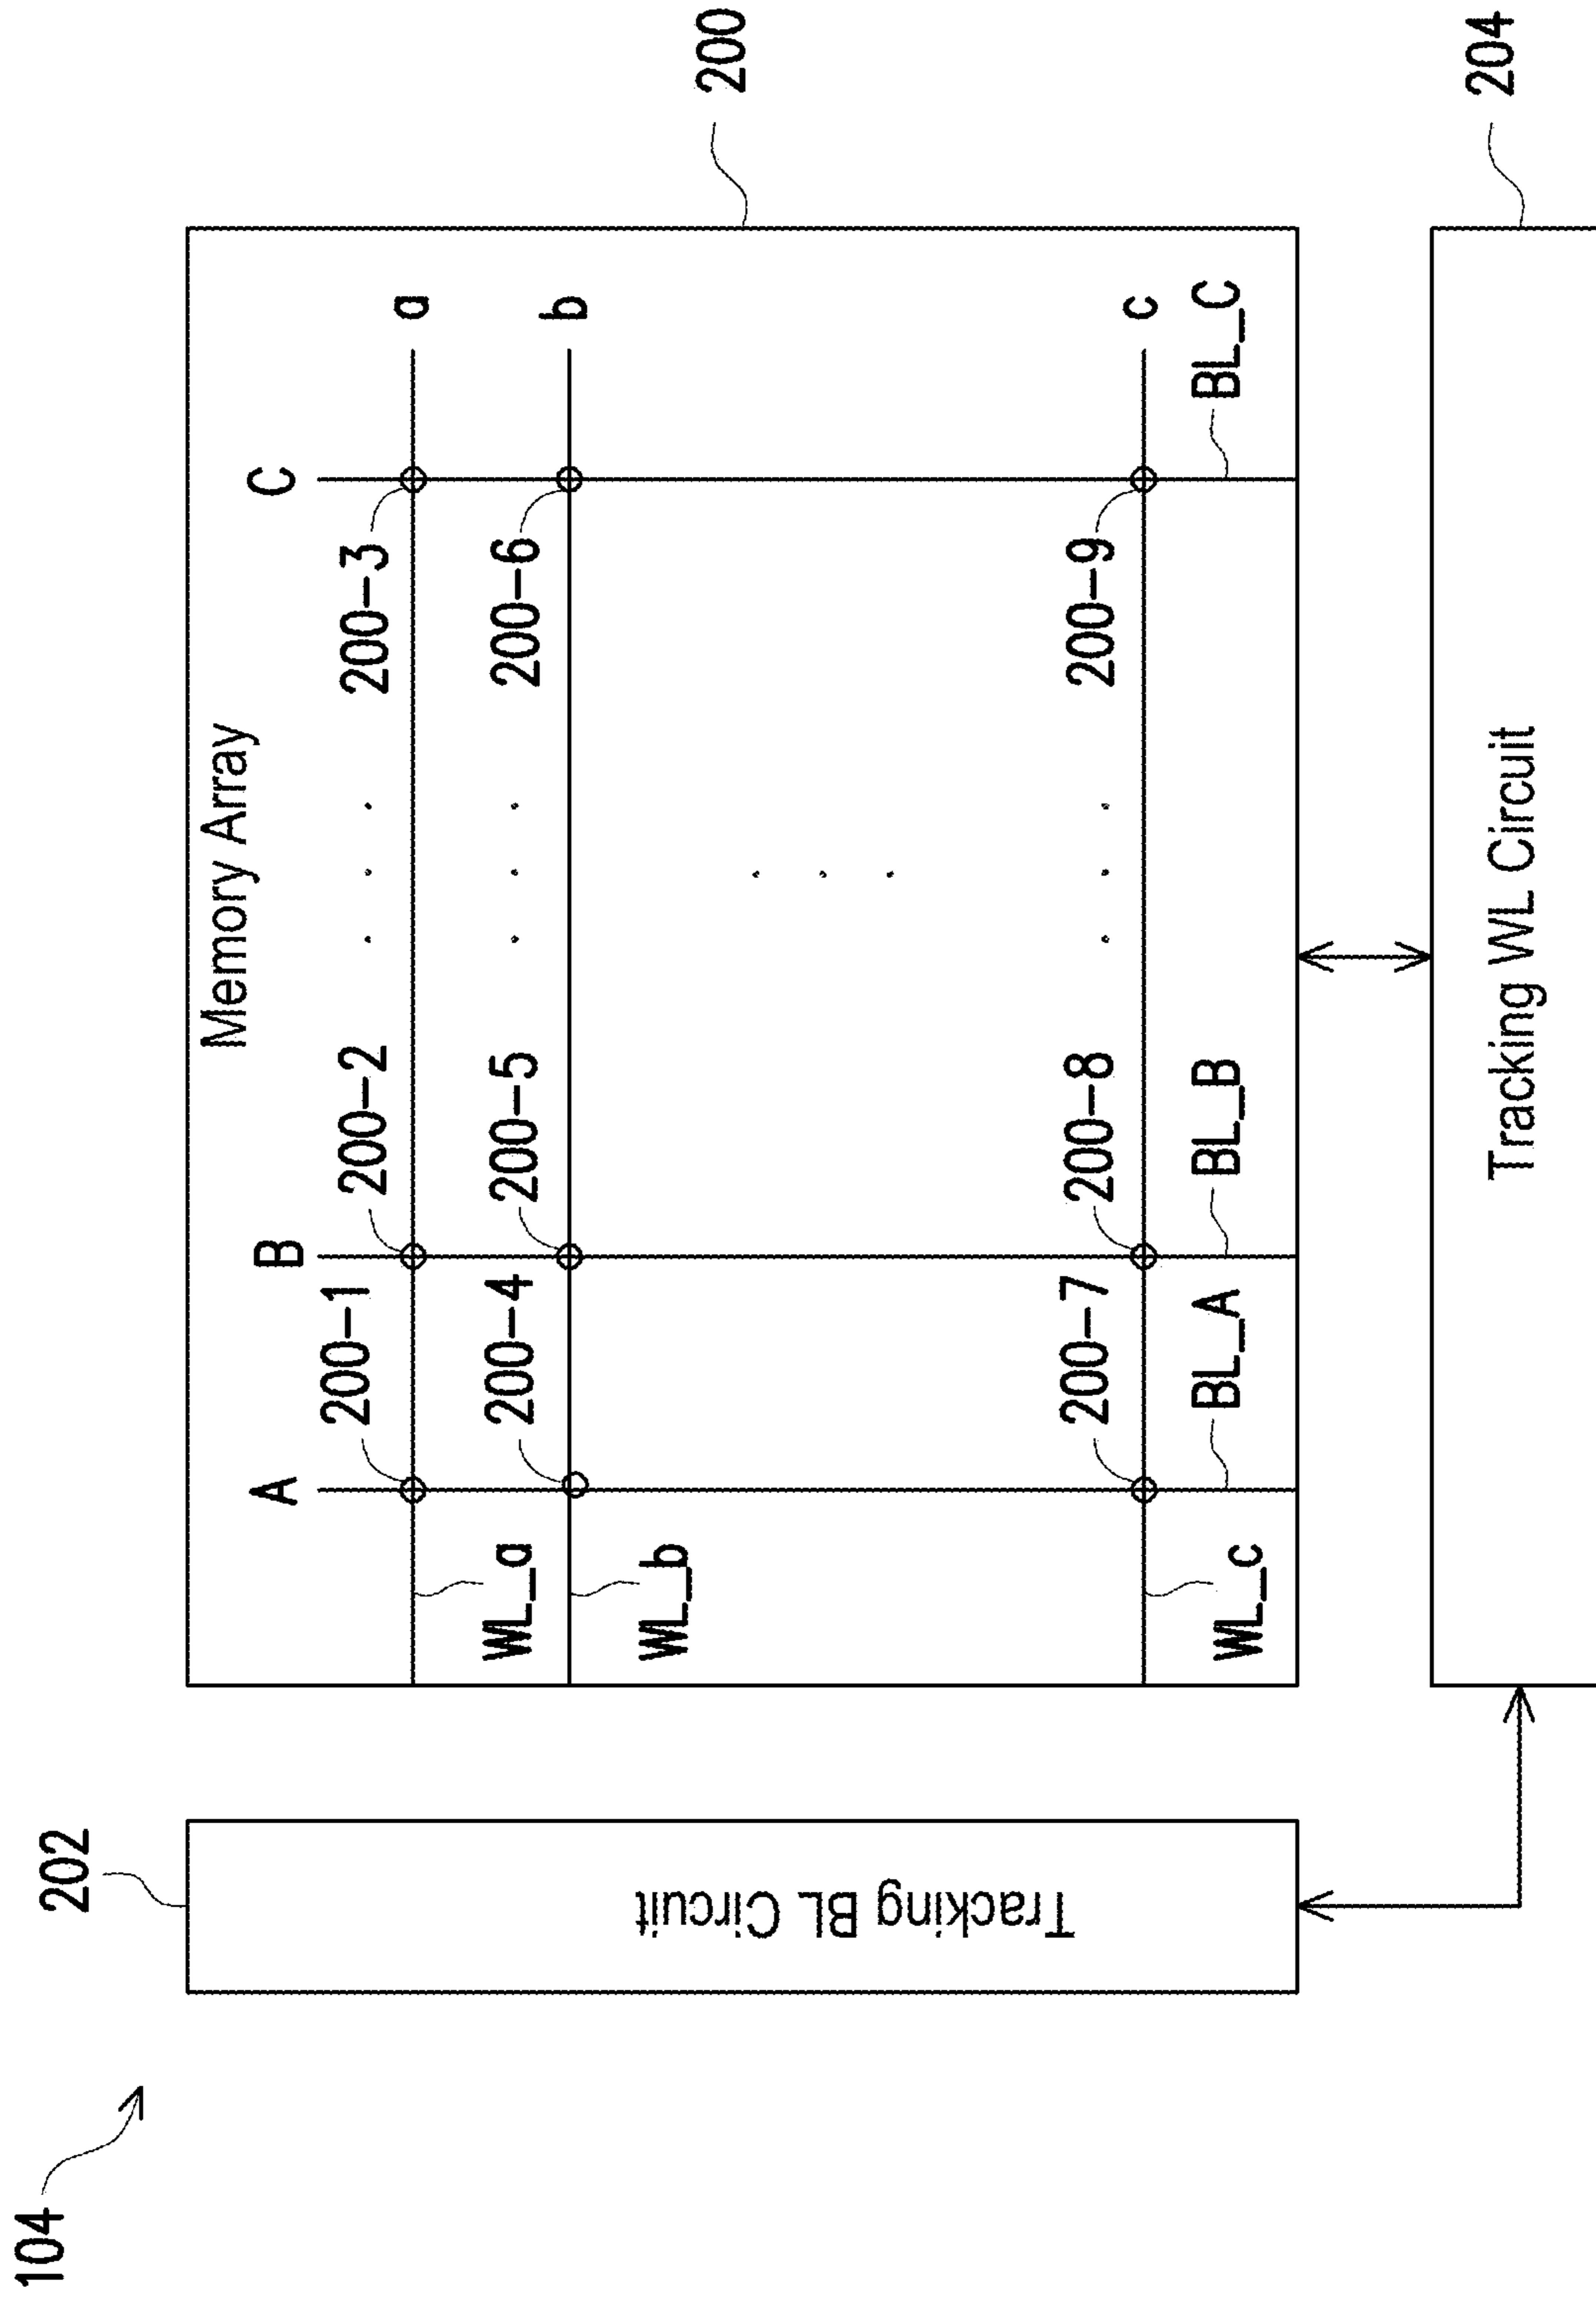 104
202
Tracking BL Circuit
Memory Array
A
B
C
200-1
200-2
200-3
a
WL_a
200-4
200-5
200-6
b
WL_b
200-7
200-8
200-9
c
WL_c
BL_A
BL_B
BL_C
200
Tracking WL Circuit
204